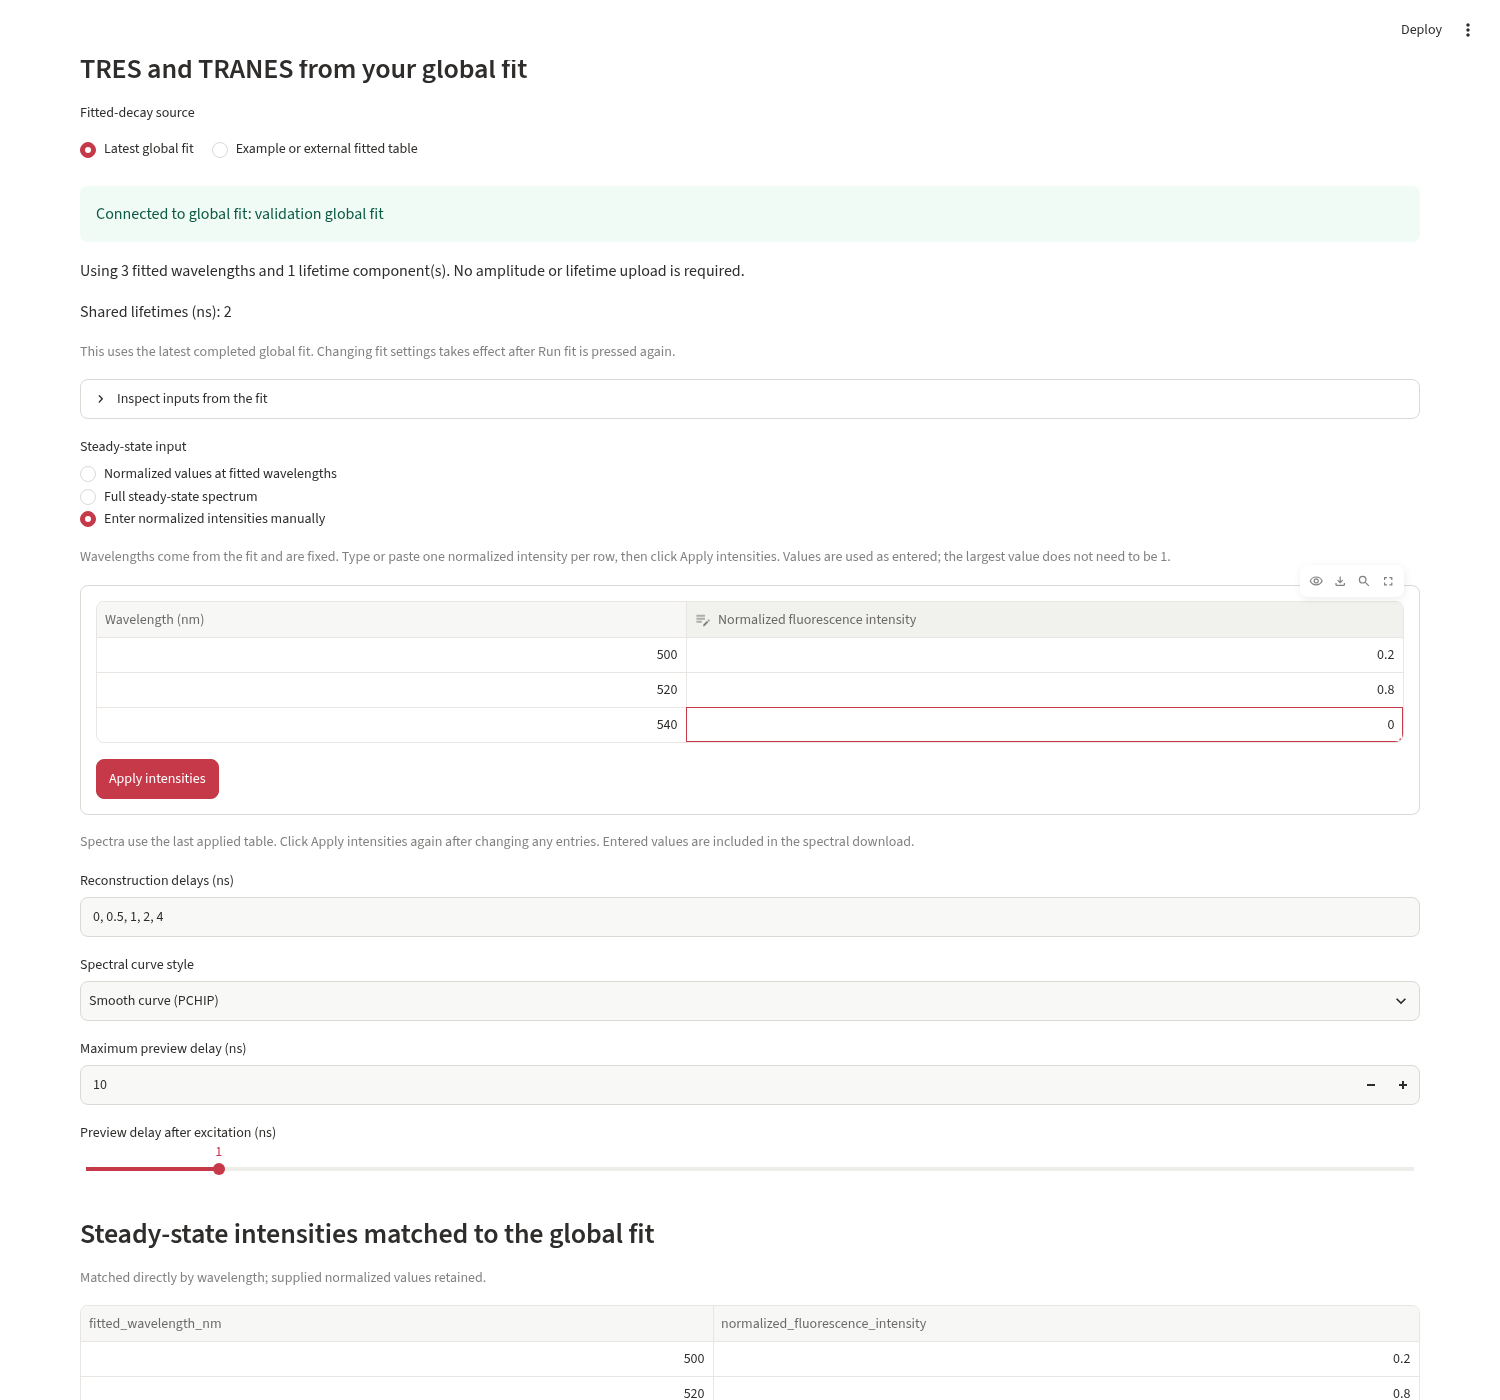 Deploy
TRES and TRANES from your global fit
Fitted-decay source
Latest global fit Example or external fitted table
Connected to global fit: validation global fit
Using 3 fitted wavelengths and 1 lifetime component(s). No amplitude or lifetime upload is required.
Shared lifetimes (ns): 2
This uses the latest completed global fit. Changing fit settings takes effect after Run fit is pressed again.
Inspect inputs from the fit
Steady-state input
Normalized values at fitted wavelengths
Full steady-state spectrum
Enter normalized intensities manually
Wavelengths come from the fit and are fixed. Type or paste one normalized intensity per row, then click Apply intensities. Values are used as entered; the largest value does not need to be 1.
Wavelength (nm) Normalized fluorescence intensity
500 0.2
520 0.8
540 0
Apply intensities
Spectra use the last applied table. Click Apply intensities again after changing any entries. Entered values are included in the spectral download.
Reconstruction delays (ns)
0, 0.5, 1, 2, 4
Spectral curve style
Smooth curve (PCHIP)
Maximum preview delay (ns)
10
Preview delay after excitation (ns)
1
Steady-state intensities matched to the global fit
Matched directly by wavelength; supplied normalized values retained.
fitted_wavelength_nm normalized_fluorescence_intensity
500 0.2
520 0.8